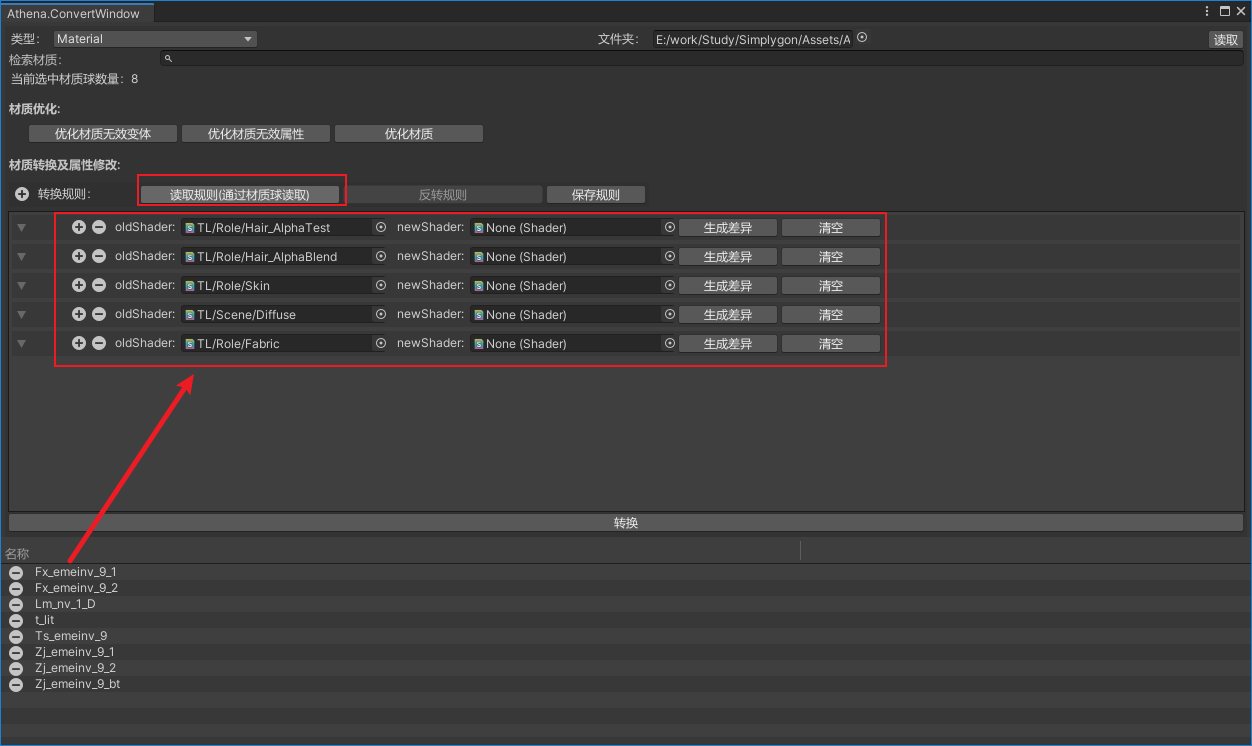 Athena.ConvertWindow
类型: Material 文件夹: E:/work/Study/Simplygon/Assets/A 读取
检索材质:
当前选中材质球数量: 8
材质优化:
优化材质无效变体 优化材质无效属性 优化材质
材质转换及属性修改:
转换规则: 读取规则(通过材质球读取) 反转规则 保存规则
oldShader: TL/Role/Hair_AlphaTest newShader: None (Shader) 生成差异 清空
oldShader: TL/Role/Hair_AlphaBlend newShader: None (Shader) 生成差异 清空
oldShader: TL/Role/Skin newShader: None (Shader) 生成差异 清空
oldShader: TL/Scene/Diffuse newShader: None (Shader) 生成差异 清空
oldShader: TL/Role/Fabric newShader: None (Shader) 生成差异 清空
转换
名称
Fx_emeinv_9_1
Fx_emeinv_9_2
Lm_nv_1_D
t_lit
Ts_emeinv_9
Zj_emeinv_9_1
Zj_emeinv_9_2
Zj_emeinv_9_bt